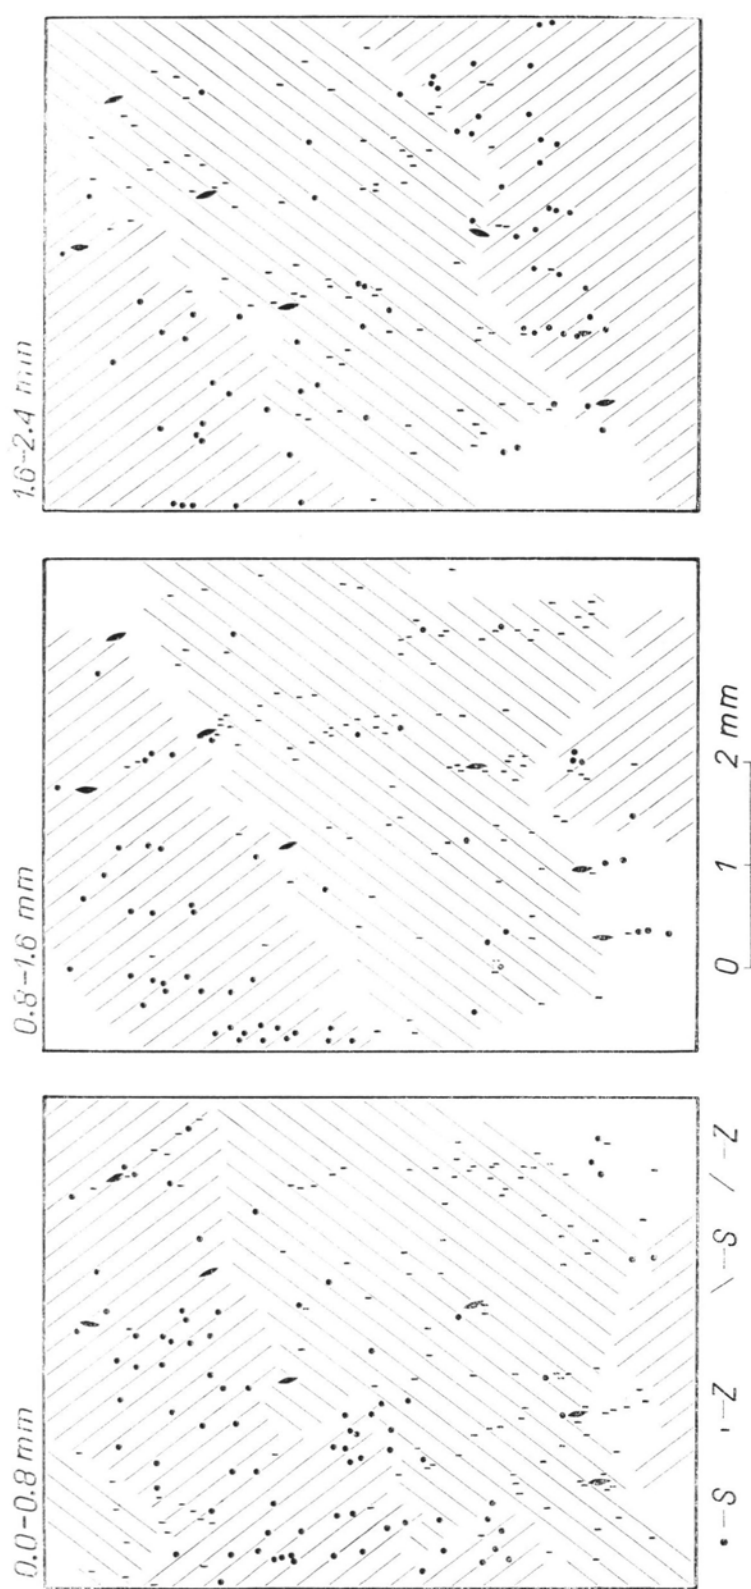 1.6–2.4 mm
0.8–1.6 mm
0.0–0.8 mm
0 1 2 mm
• –S ╵–Z \ –S / –Z